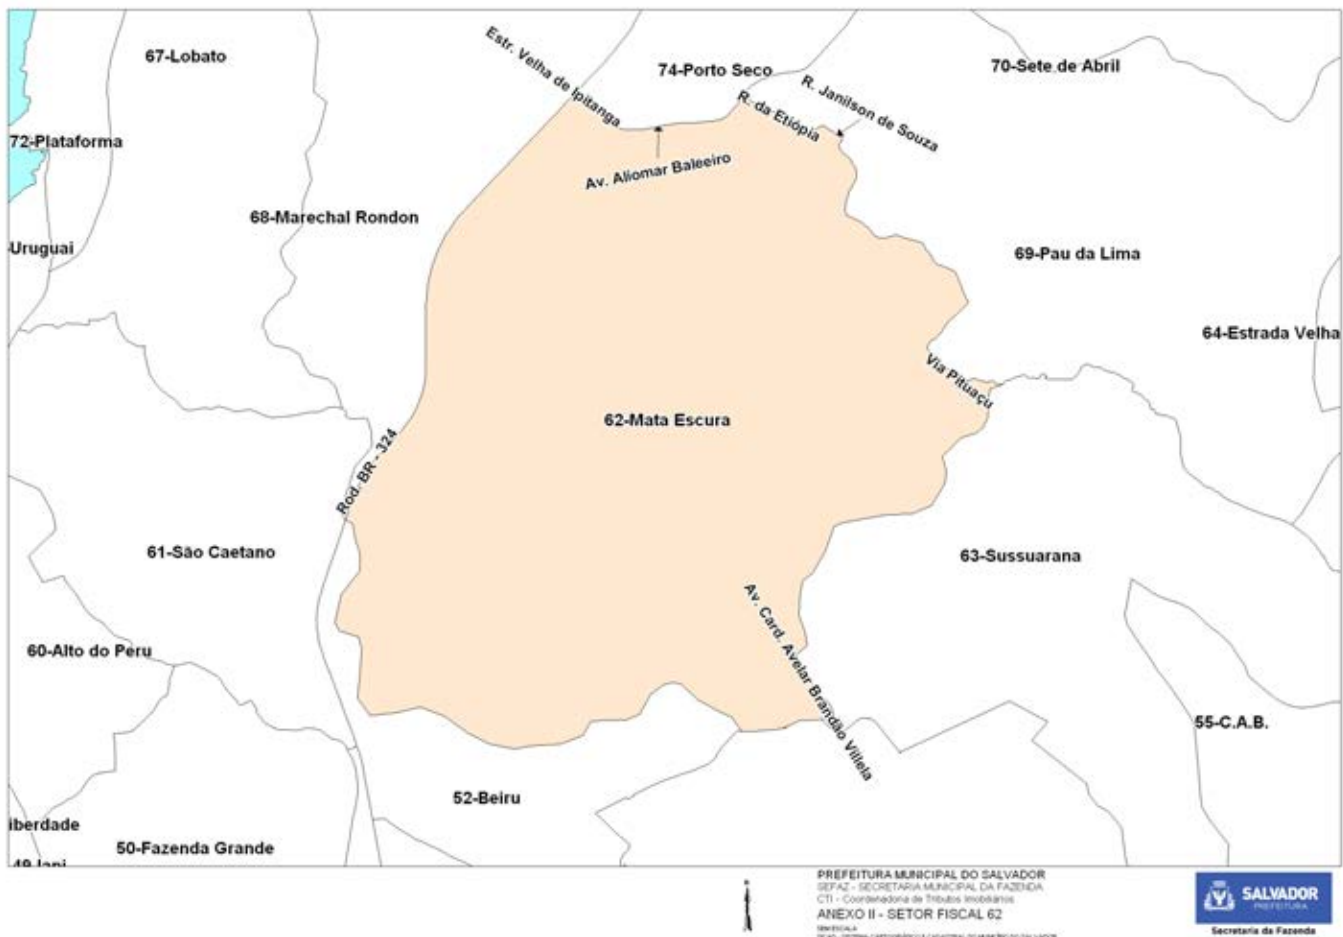 67-Lobato
Estr. Velha de Ipitanga
74-Porto Seco
70-Sete de Abril
R. Janilson de Souza
R. da Etiópia
72-Plataforma
Av. Aliomar Baleeiro
68-Marechal Rondon
Uruguai
69-Pau da Lima
64-Estrada Velha
Via Pituaçu
62-Mata Escura
Rod. BR - 324
61-São Caetano
63-Sussuarana
Av. Card. Avelar Brandão Villela
60-Alto do Peru
55-C.A.B.
52-Beiru
iberdade
50-Fazenda Grande
PREFEITURA MUNICIPAL DO SALVADOR
SEFAZ - SECRETARIA MUNICIPAL DA FAZENDA
CTI - Coordenadoria de Tributos Imobiliários
ANEXO II - SETOR FISCAL 62
SALVADOR
PREFEITURA
Secretaria da Fazenda